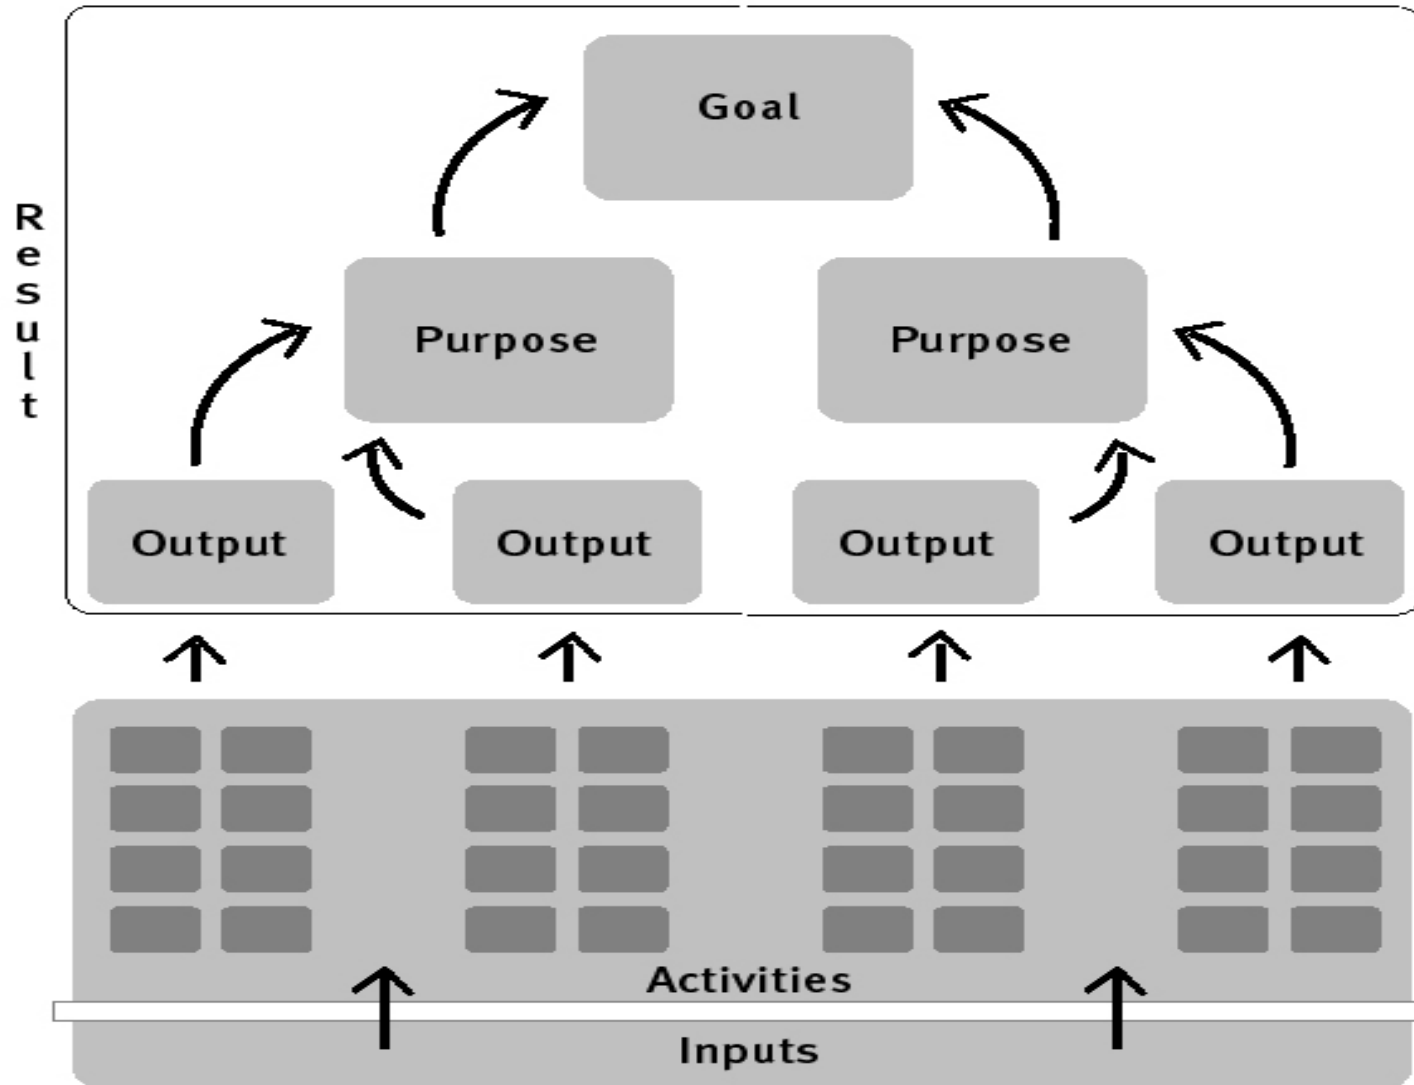 Goal
Result
Purpose
Purpose
Output
Output
Output
Output
Activities
Inputs